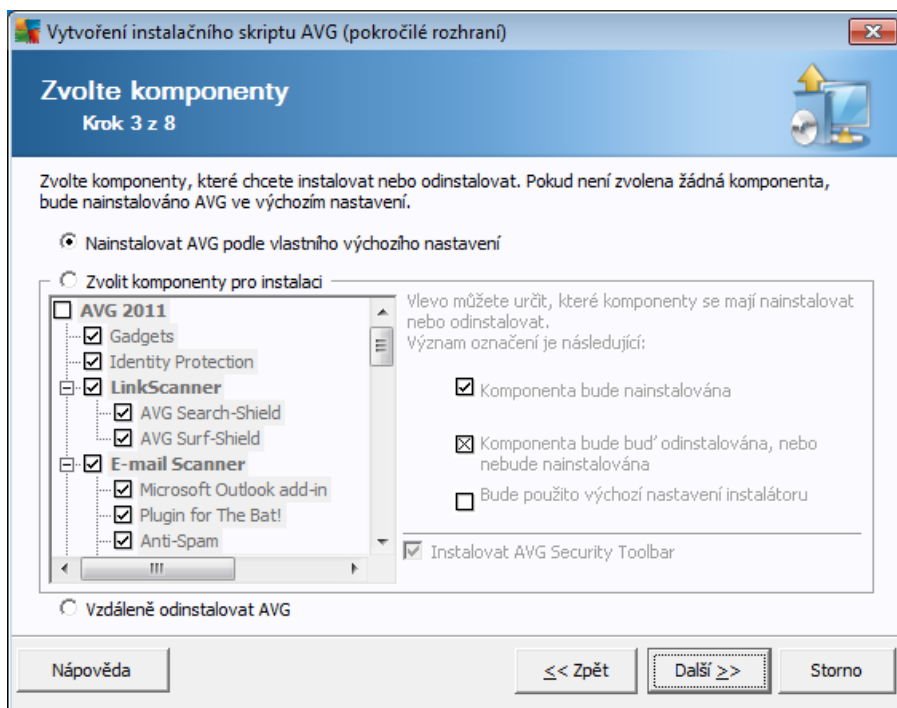 Vytvoření instalačního skriptu AVG (pokročilé rozhraní)
Zvolte komponenty
Krok 3 z 8
Zvolte komponenty, které chcete instalovat nebo odinstalovat. Pokud není zvolena žádná komponenta,
bude nainstalováno AVG ve výchozím nastavení.
Nainstalovat AVG podle vlastního výchozího nastavení
Zvolit komponenty pro instalaci
AVG 2011
Gadgets
Identity Protection
LinkScanner
AVG Search-Shield
AVG Surf-Shield
E-mail Scanner
Microsoft Outlook add-in
Plugin for The Bat!
Anti-Spam
Vlevo můžete určit, které komponenty se mají nainstalovat
nebo odinstalovat.
Význam označení je následující:
Komponenta bude nainstalována
Komponenta bude buď odinstalována, nebo
nebude nainstalována
Bude použito výchozí nastavení instalátoru
Instalovat AVG Security Toolbar
Vzdáleně odinstalovat AVG
Nápověda
<< Zpět
Další >>
Storno